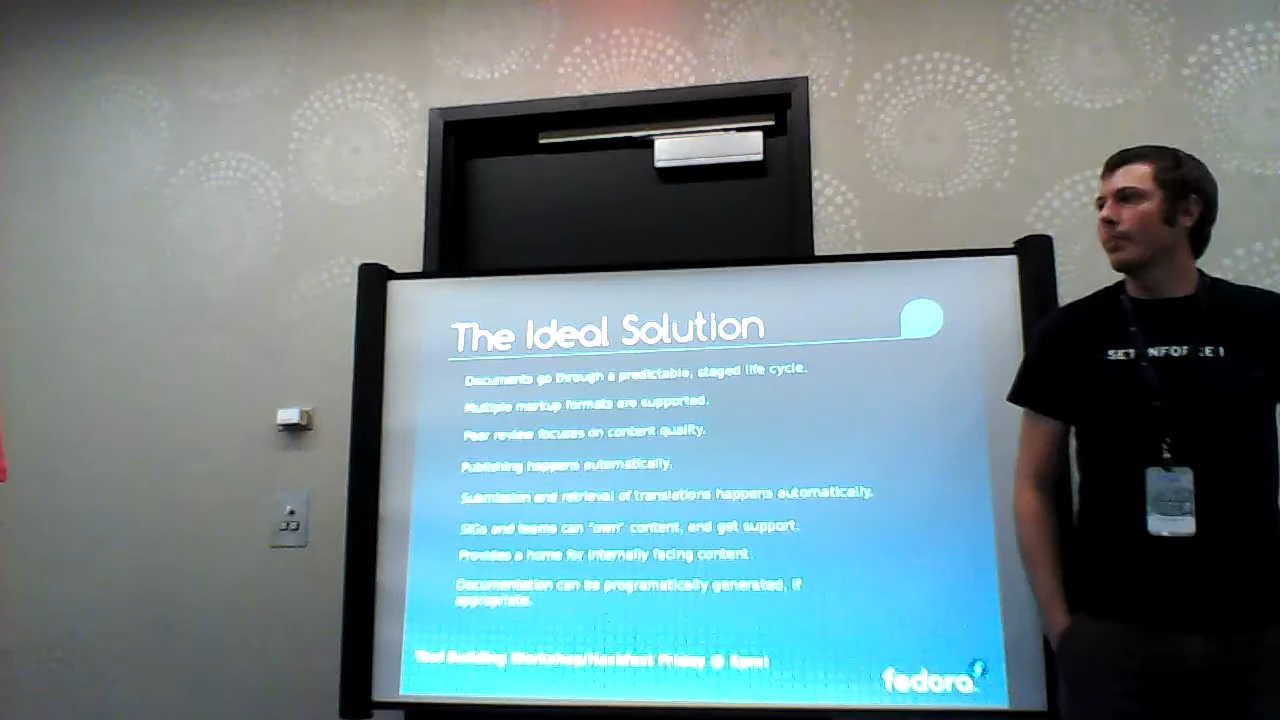 The Ideal Solution
Documents go through a predictable, staged life cycle.
Multiple markup formats are supported.
Peer review focuses on content quality.
Publishing happens automatically.
Submission and retrieval of translations happens automatically.
SIGs and teams can "own" content, and get support.
Provides a home for internally facing content.
Documentation can be programatically generated, if
appropriate.
Tool Building Workshop/Hackfest Friday @
fedora
SETENFORCE 1